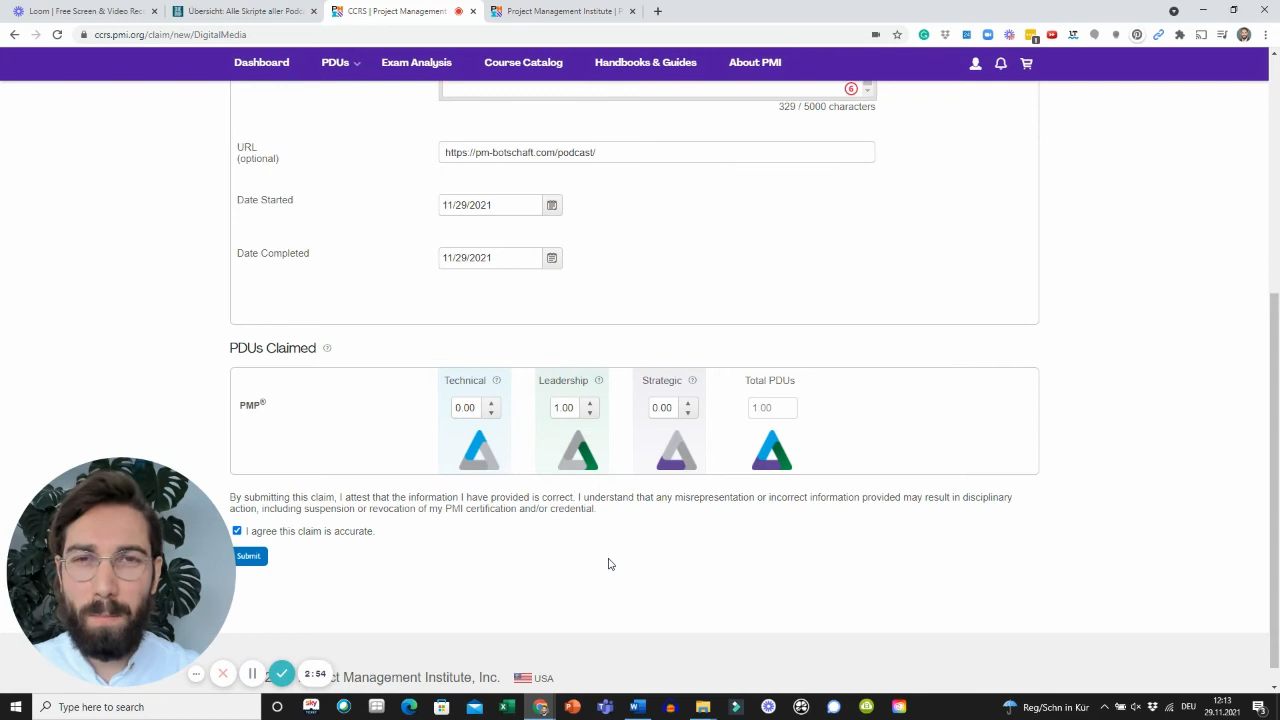 Loom | Free Screen & Video Rec
Übersicht: Alle Skripte aller Podca
CCRS | Project Management
Project Management Institute | P
ccrs.pmi.org/claim/new/DigitalMedia
Dashboard
PDUs
Exam Analysis
Course Catalog
Handbooks & Guides
About PMI
6
329 / 5000 characters
URL
(optional)
https://pm-botschaft.com/podcast/
Date Started
11/29/2021
Date Completed
11/29/2021
PDUs Claimed
Technical
Leadership
Strategic
Total PDUs
PMP®
0.00
1.00
0.00
1.00
By submitting this claim, I attest that the information I have provided is correct. I understand that any misrepresentation or incorrect information provided may result in disciplinary
action, including suspension or revocation of my PMI certification and/or credential.
I agree this claim is accurate.
Submit
2:54
ct Management Institute, Inc.
USA
Type here to search
Reg/Schn in Kür
DEU
12:13
29.11.2021